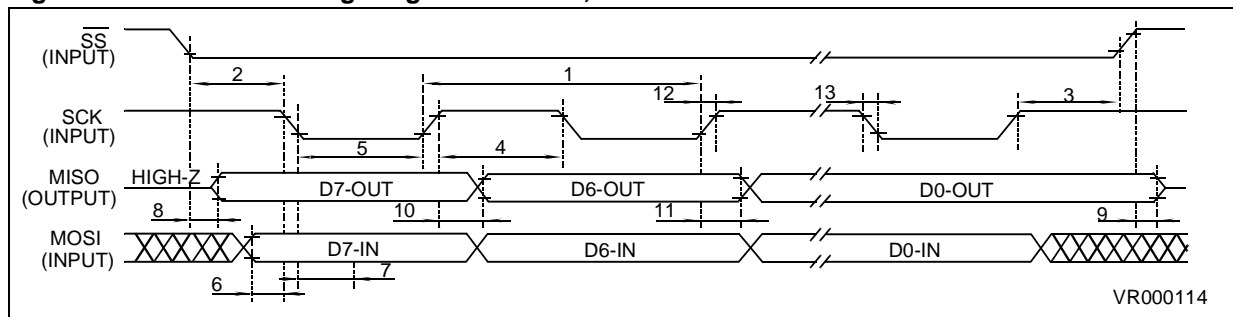 SS
(INPUT)
2
1
12
13
3
SCK
(INPUT)
5
4
MISO
(OUTPUT)
HIGH-Z
D7-OUT
D6-OUT
D0-OUT
8
10
11
9
MOSI
(INPUT)
D7-IN
D6-IN
D0-IN
6
7
VR000114